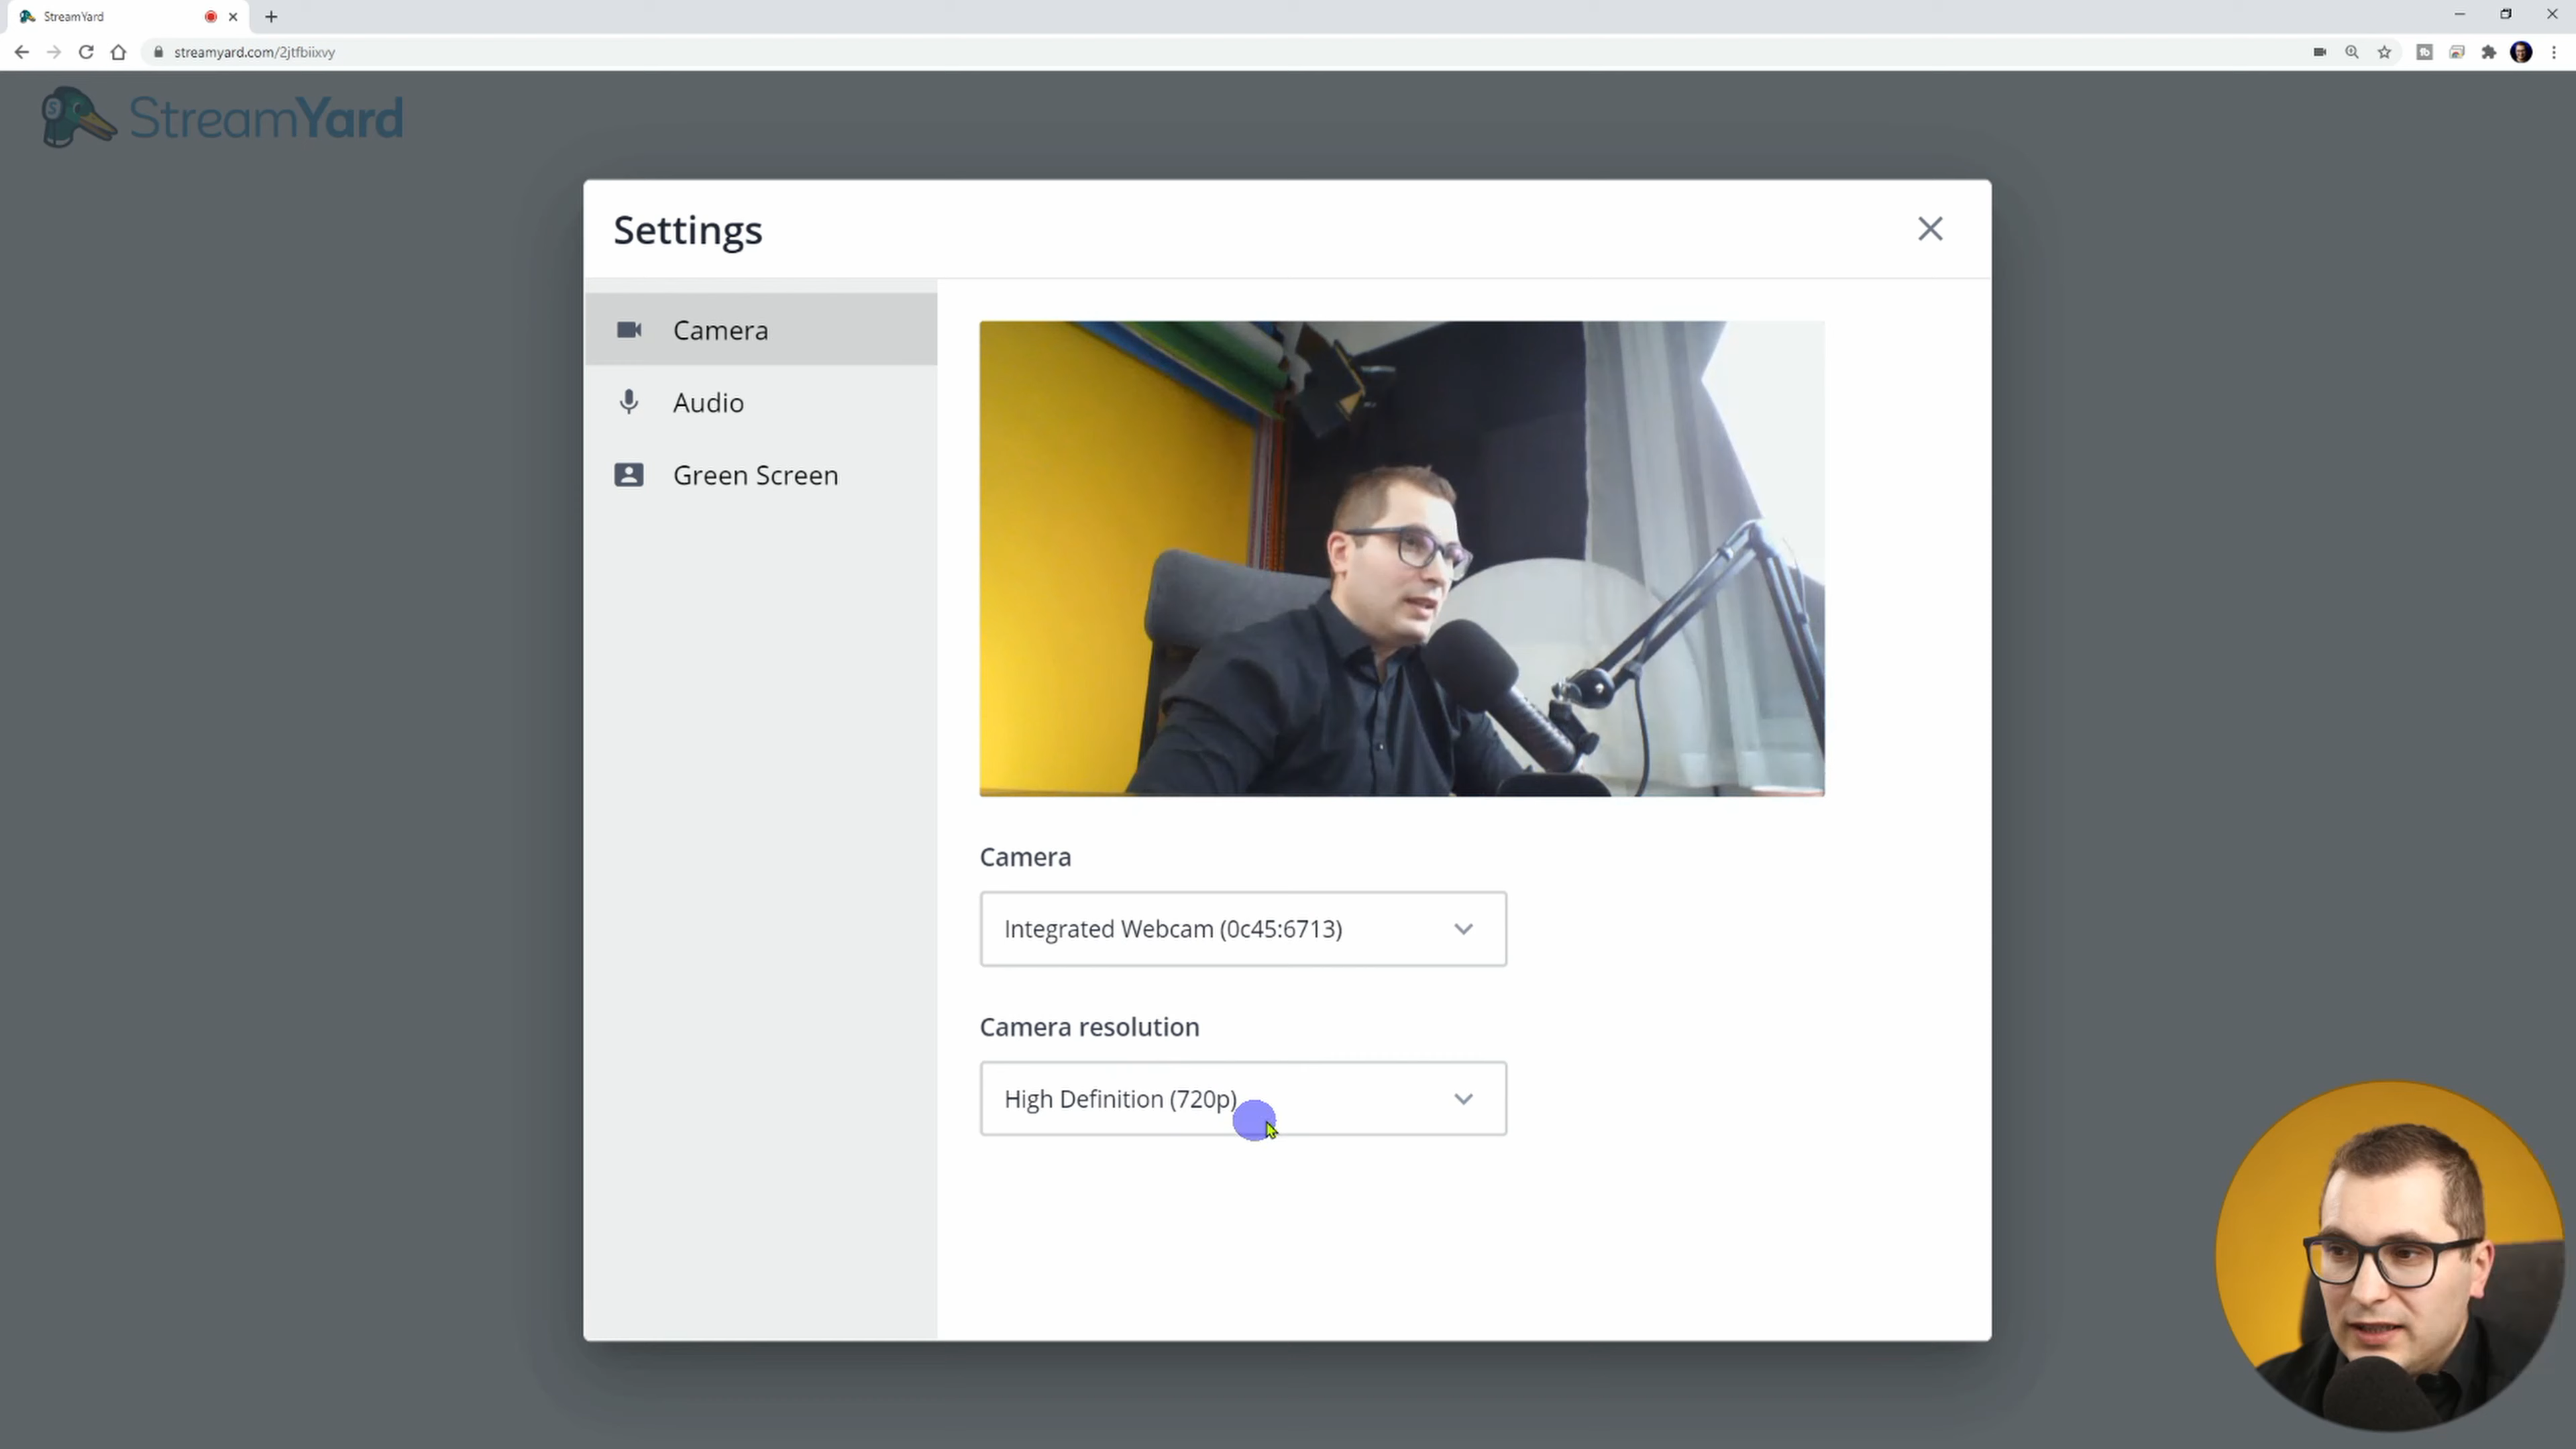 StreamYard
streamyard.com/2jtfbiixvy
StreamYard
Settings
Camera
Audio
Green Screen
Camera
Integrated Webcam (0c45:6713)
Camera resolution
High Definition (720p)